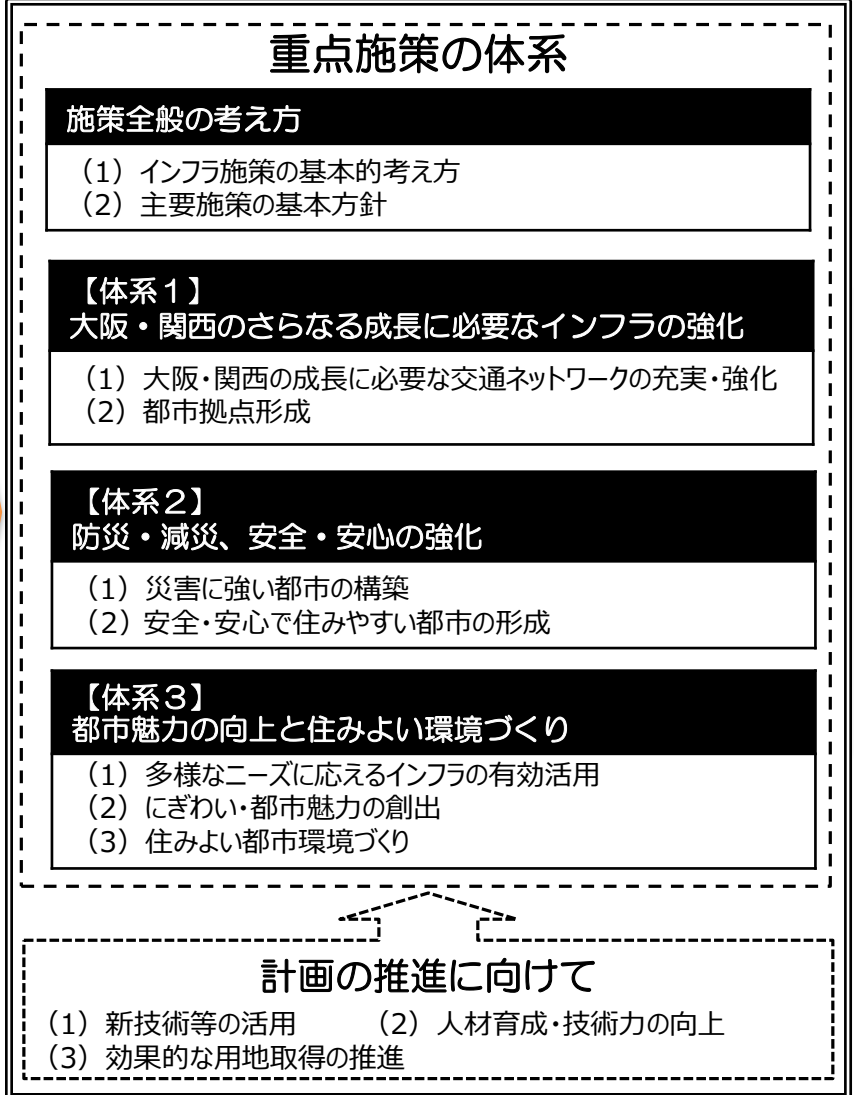 重点施策の体系
施策全般の考え方
（1）インフラ施策の基本的考え方
（2）主要施策の基本方針
【体系１】
大阪・関西のさらなる成長に必要なインフラの強化
（1）大阪・関西の成長に必要な交通ネットワークの充実・強化
（2）都市拠点形成
【体系２】
防災・減災、安全・安心の強化
（1）災害に強い都市の構築
（2）安全・安心で住みやすい都市の形成
【体系３】
都市魅力の向上と住みよい環境づくり
（1）多様なニーズに応えるインフラの有効活用
（2）にぎわい・都市魅力の創出
（3）住みよい都市環境づくり
計画の推進に向けて
（1）新技術等の活用　　（2）人材育成・技術力の向上
（3）効果的な用地取得の推進